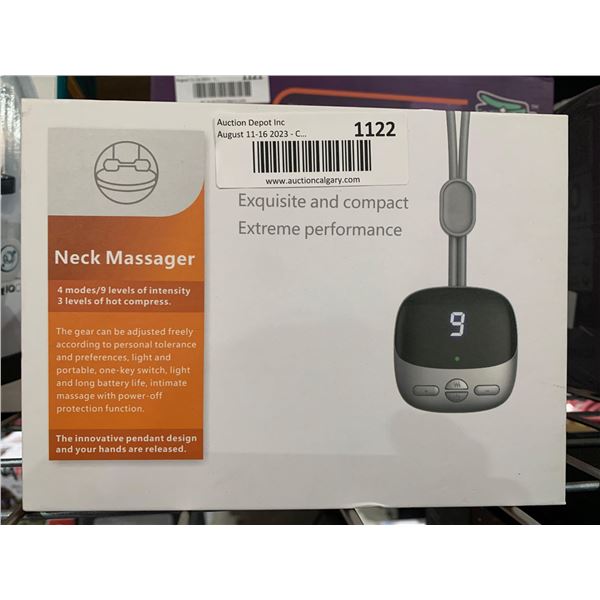 Auction Depot Inc
August 11-16 2023 - C...
1122
www.auctioncalgary.com
Exquisite and compact
Extreme performance
Neck Massager
4 modes/9 levels of intensity
3 levels of hot compress.
The gear can be adjusted freely
according to personal tolerance
and preferences, light and
portable, one-key switch, light
and long battery life, intimate
massage with power-off
protection function.
The innovative pendant design
and your hands are released.
9